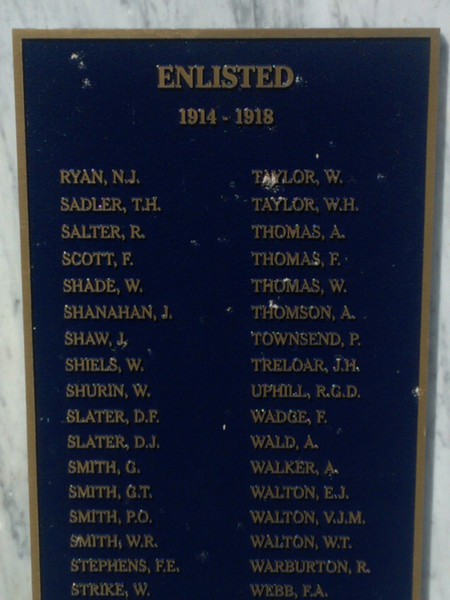 ENLISTED
1914 - 1918
RYAN, N.J.
SADLER, T.H.
SALTER, R.
SCOTT, F.
SHADE, W.
SHANAHAN, J.
SHAW, J.
SHIELS, W.
SHURIN, W.
SLATER, D.F.
SLATER, D.J.
SMITH, G.
SMITH, G.T.
SMITH, P.O.
SMITH, W.R.
STEPHENS, F.E.
STRIKE, W.
TAYLOR, W.
TAYLOR, W.H.
THOMAS, A.
THOMAS, F.
THOMAS, W.
THOMSON, A.
TOWNSEND, P.
TRELOAR, J.H.
UPHILL, R.G.D.
WADGE, F.
WALD, A.
WALKER, A.
WALTON, E.J.
WALTON, V.J.M.
WALTON, W.T.
WARBURTON, R.
WEBB, F.A.